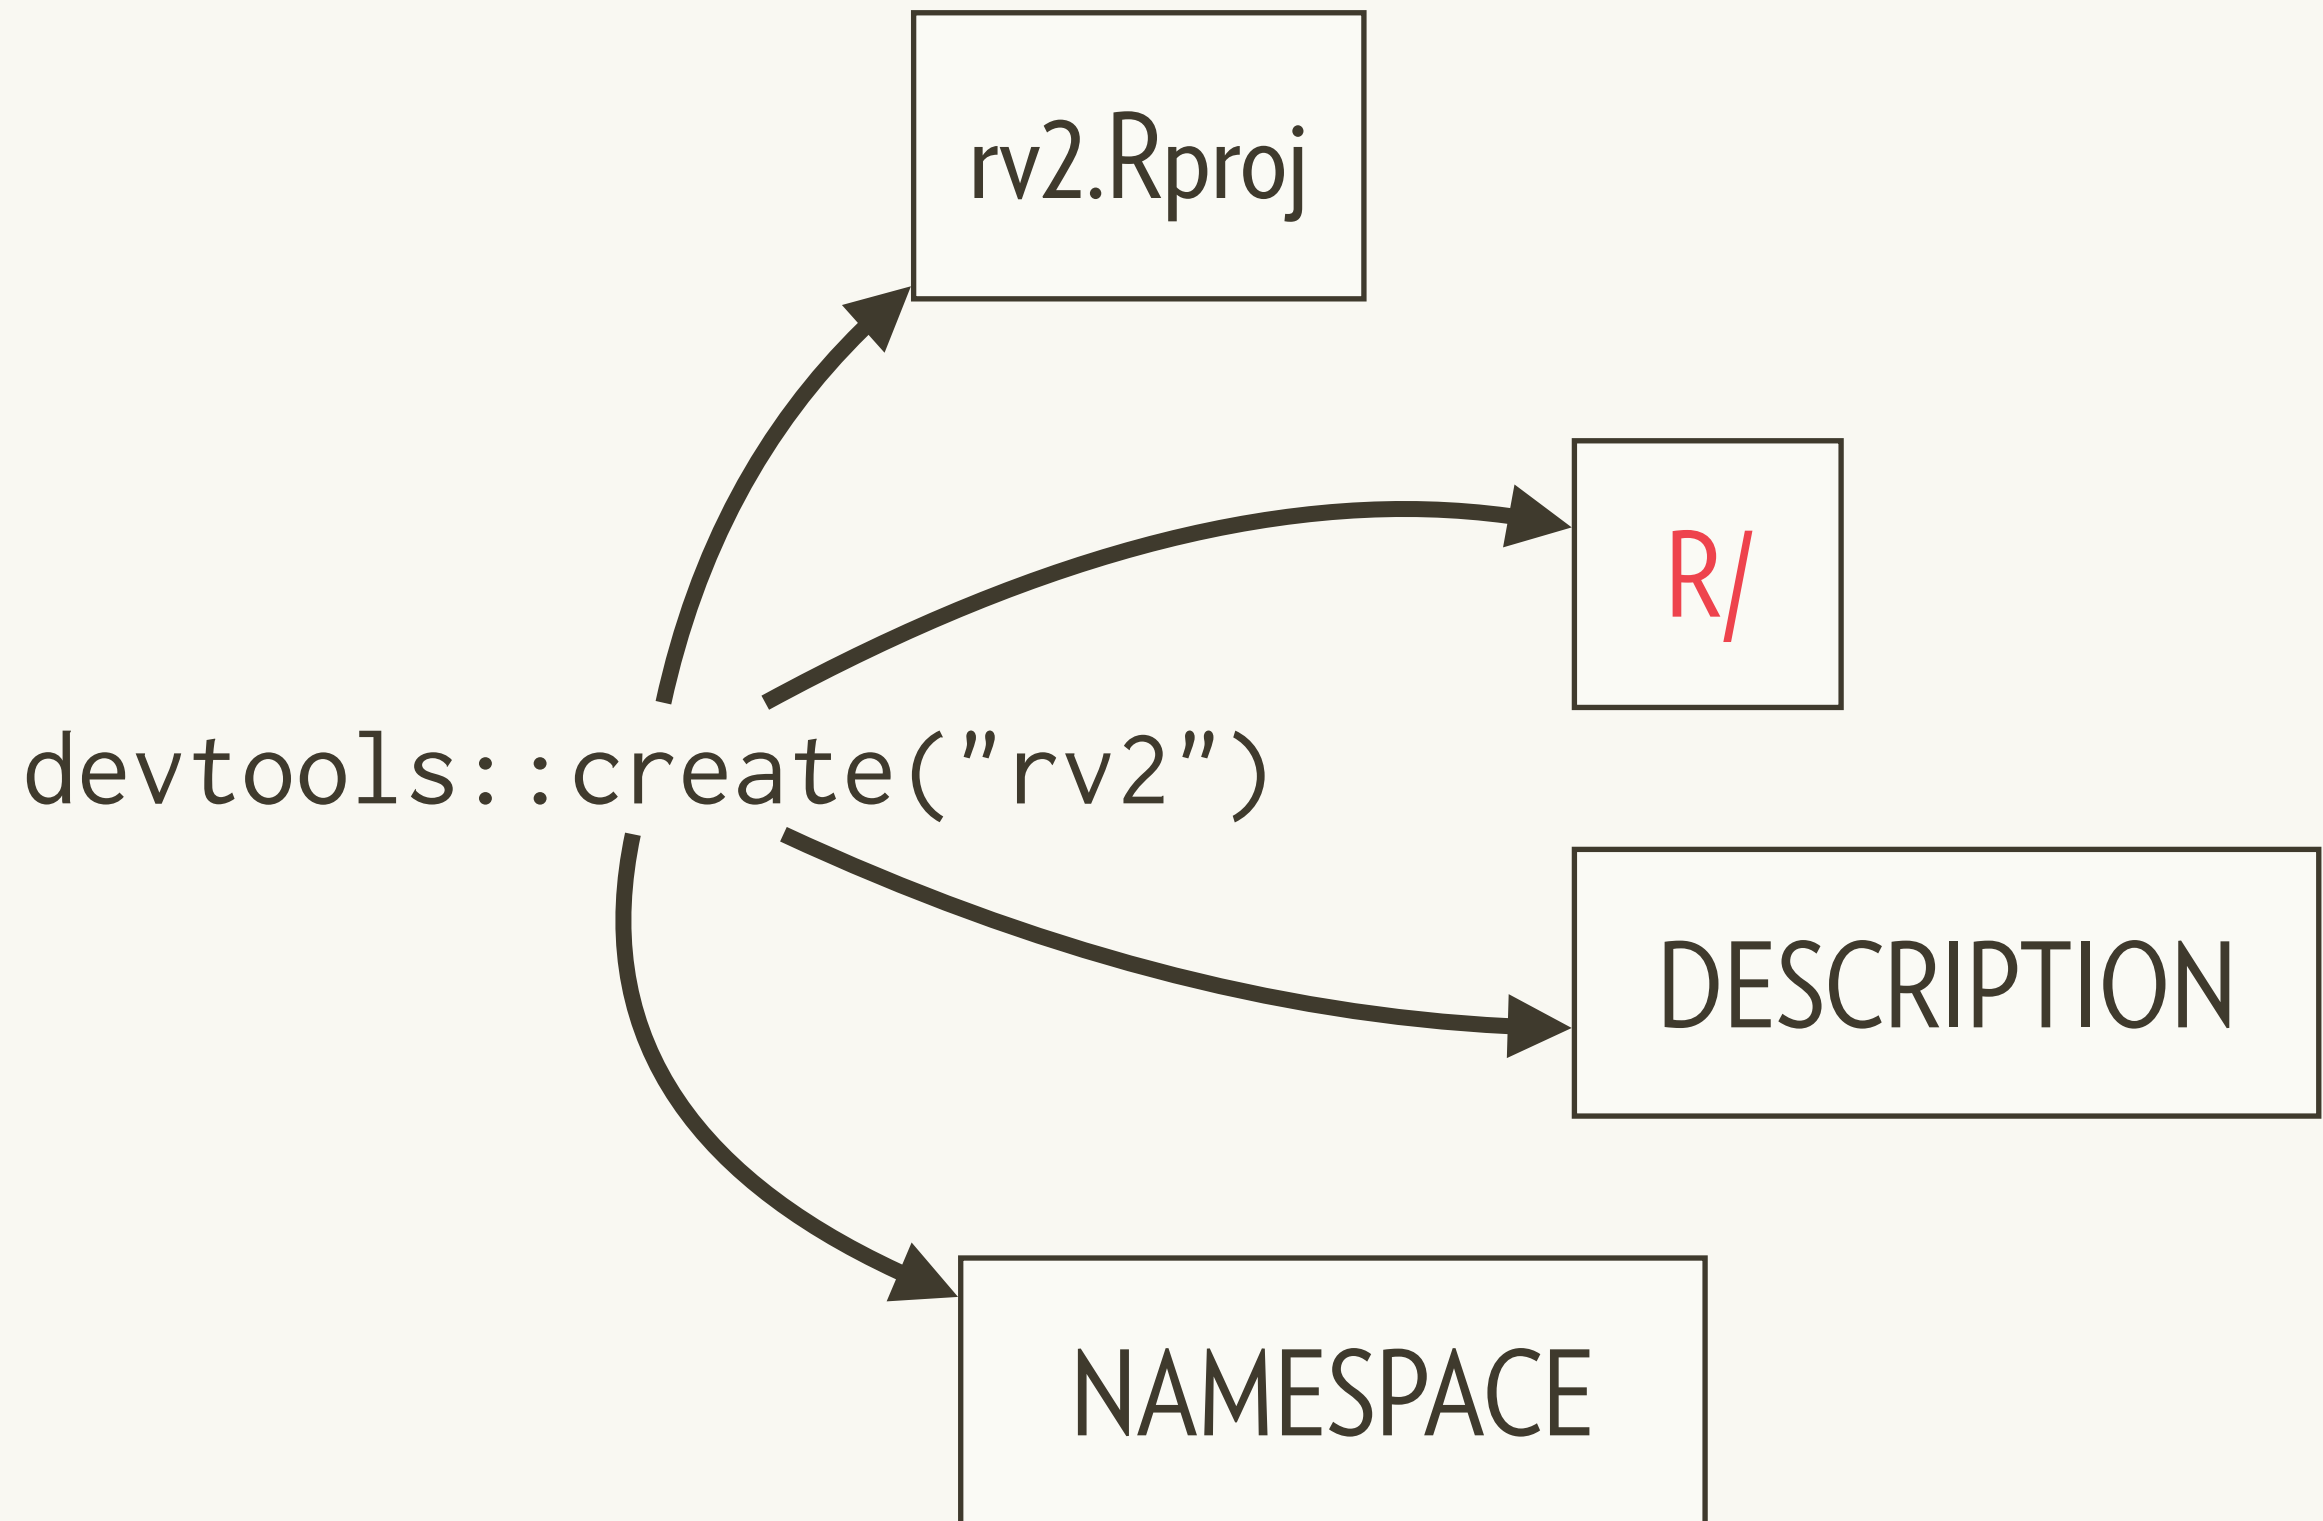 rv2.Rproj
R/
devtools::create("rv2")
DESCRIPTION
NAMESPACE